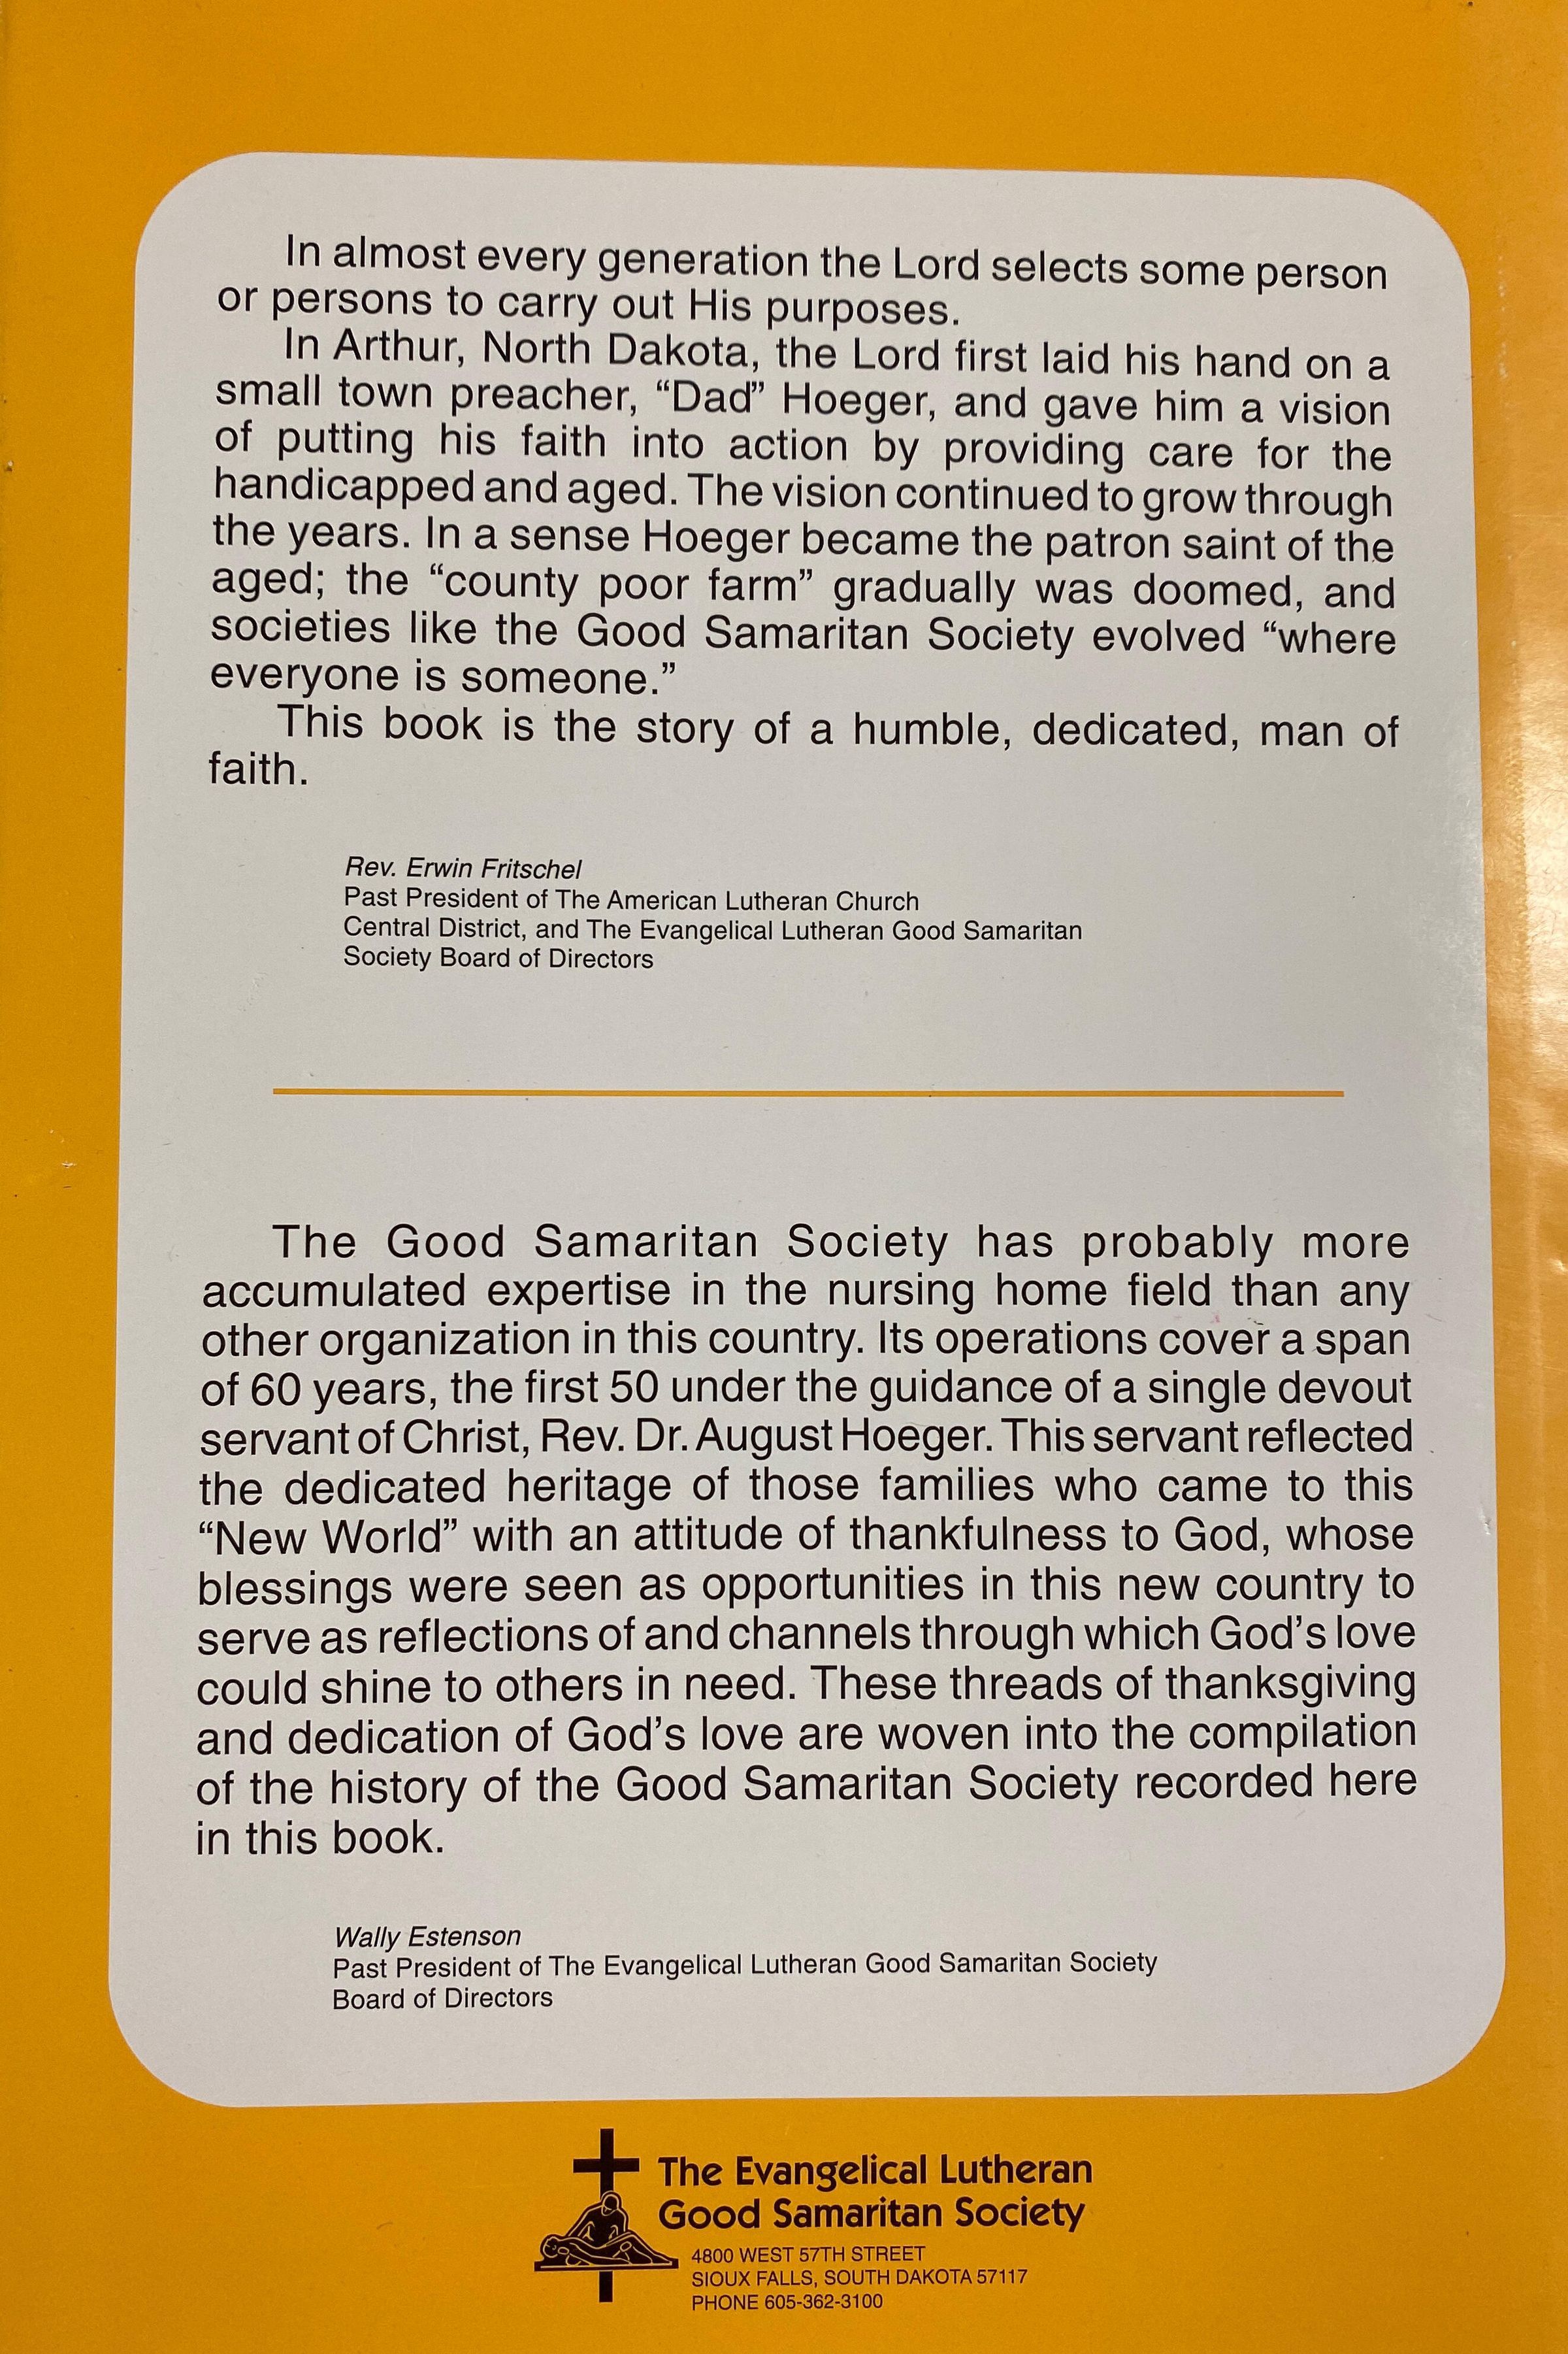 In almost every generation the Lord selects some person
or persons to carry out His purposes.
In Arthur, North Dakota, the Lord first laid his hand on a
small town preacher, “Dad” Hoeger, and gave him a vision
of putting his faith into action by providing care for the
handicapped and aged. The vision continued to grow through
the years. In a sense Hoeger became the patron saint of the
aged; the “county poor farm” gradually was doomed, and
societies like the Good Samaritan Society evolved “where
everyone is someone.”
This book is the story of a humble, dedicated, man of
faith.
Rev. Erwin Fritschel
Past President of The American Lutheran Church
Central District, and The Evangelical Lutheran Good Samaritan
Society Board of Directors
The Good Samaritan Society has probably more
accumulated expertise in the nursing home field than any
other organization in this country. Its operations cover a span
of 60 years, the first 50 under the guidance of a single devout
servant of Christ, Rev. Dr. August Hoeger. This servant reflected
the dedicated heritage of those families who came to this
“New World” with an attitude of thankfulness to God, whose
blessings were seen as opportunities in this new country to
serve as reflections of and channels through which God’s love
could shine to others in need. These threads of thanksgiving
and dedication of God’s love are woven into the compilation
of the history of the Good Samaritan Society recorded here
in this book.
Wally Estenson
Past President of The Evangelical Lutheran Good Samaritan Society
Board of Directors
The Evangelical Lutheran
Good Samaritan Society
4800 WEST 57TH STREET
SIOUX FALLS, SOUTH DAKOTA 57117
PHONE 605-362-3100